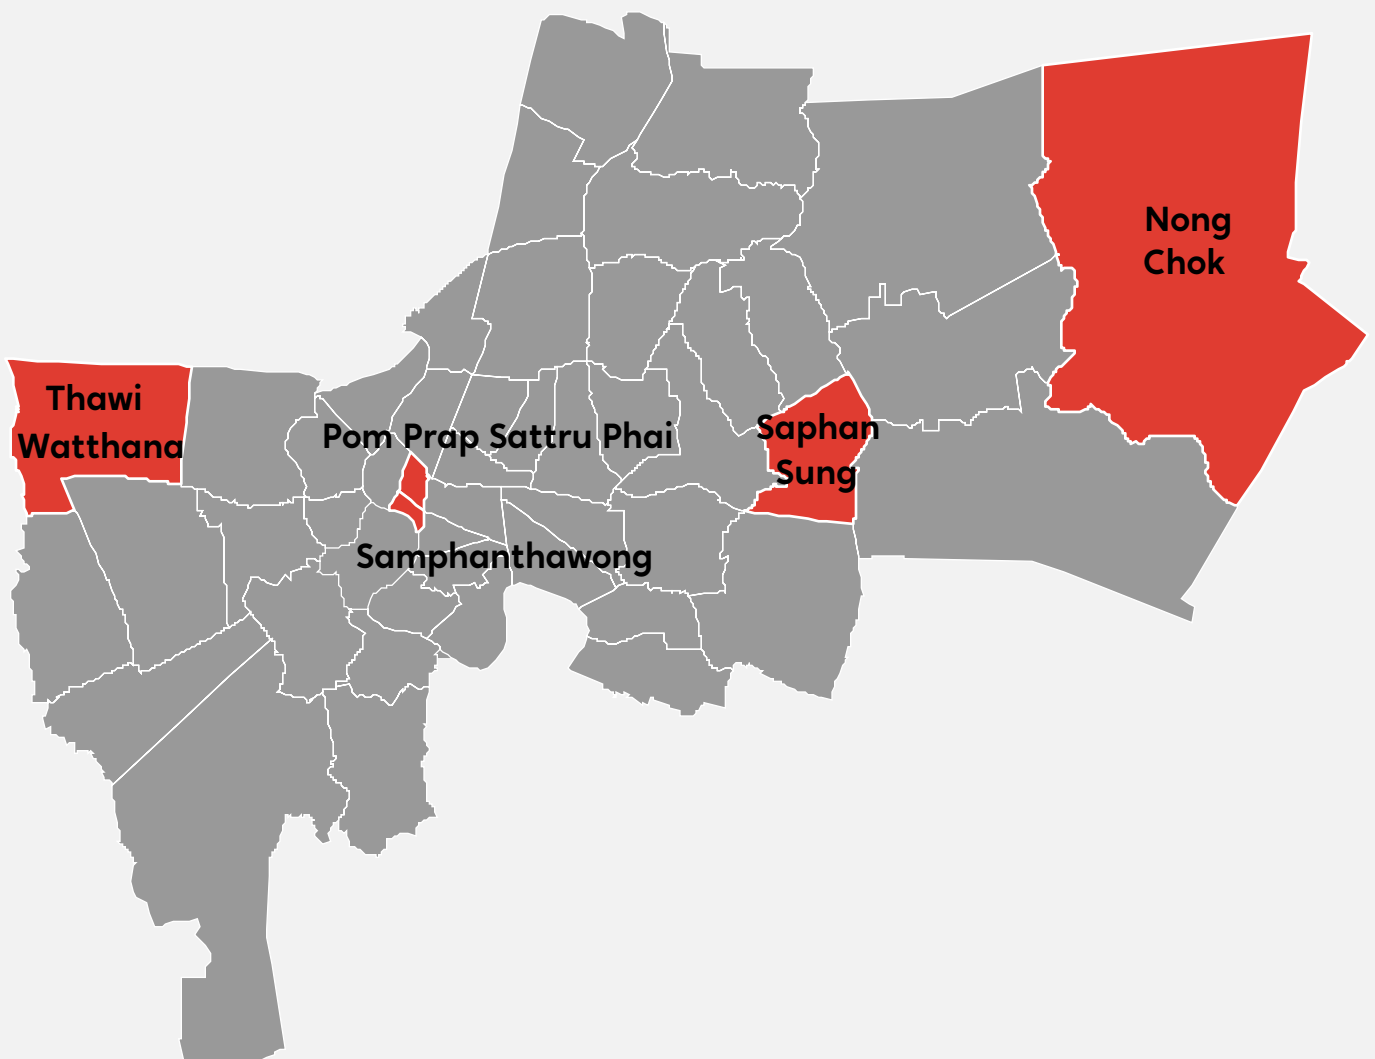 Nong
Chok
Thawi
Watthana
Pom Prap Sattru Phai
Saphan
Sung
Samphanthawong